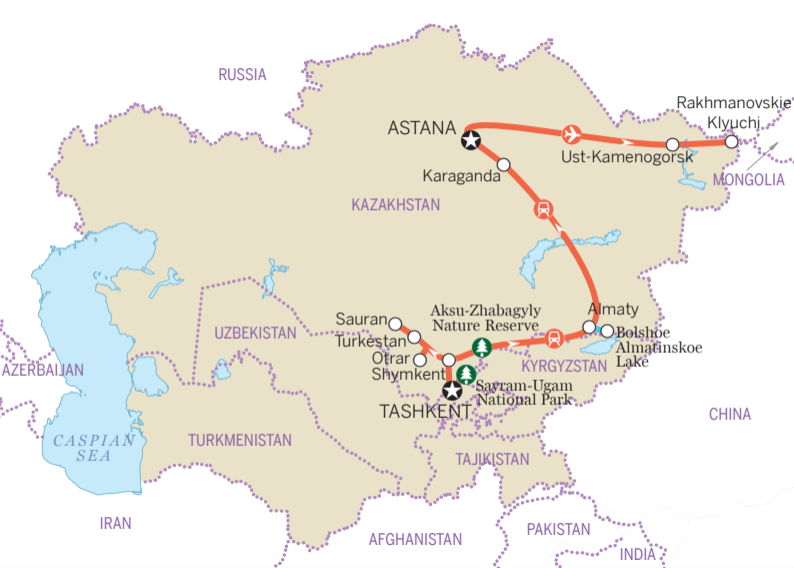 RUSSIA
Rakhmanovskie
Klyuchi
ASTANA
Ust-Kamenogorsk
Karaganda
MONGOLIA
KAZAKHSTAN
Almaty
Bolshoe
Almatinskoe
Lake
Aksu-Zhabagyly
Nature Reserve
Sauran
Turkestan
Otrar
Shymkent
UZBEKISTAN
KYRGYZSTAN
AZERBAIJAN
Sayram-Ugam
National Park
TASHKENT
CHINA
CASPIAN
SEA
TURKMENISTAN
TAJIKISTAN
IRAN
AFGHANISTAN
PAKISTAN
INDIA